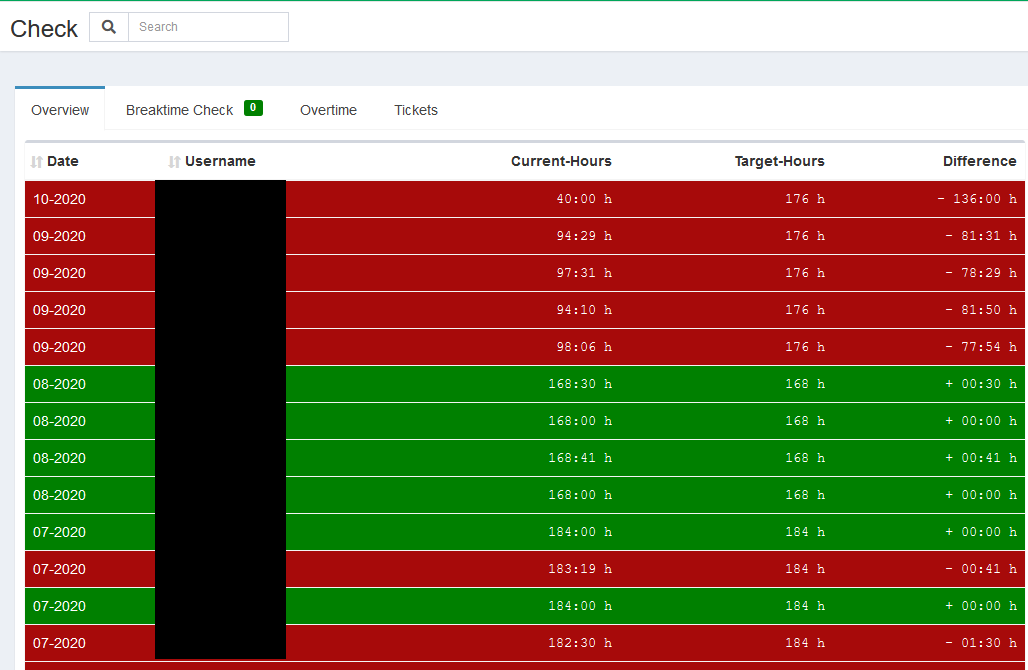 Check Search
Overview Breaktime Check 0 Overtime Tickets
Date Username Current-Hours Target-Hours Difference
10-2020 40:00 h 176 h - 136:00 h
09-2020 94:29 h 176 h - 81:31 h
09-2020 97:31 h 176 h - 78:29 h
09-2020 94:10 h 176 h - 81:50 h
09-2020 98:06 h 176 h - 77:54 h
08-2020 168:30 h 168 h + 00:30 h
08-2020 168:00 h 168 h + 00:00 h
08-2020 168:41 h 168 h + 00:41 h
08-2020 168:00 h 168 h + 00:00 h
07-2020 184:00 h 184 h + 00:00 h
07-2020 183:19 h 184 h - 00:41 h
07-2020 184:00 h 184 h + 00:00 h
07-2020 182:30 h 184 h - 01:30 h